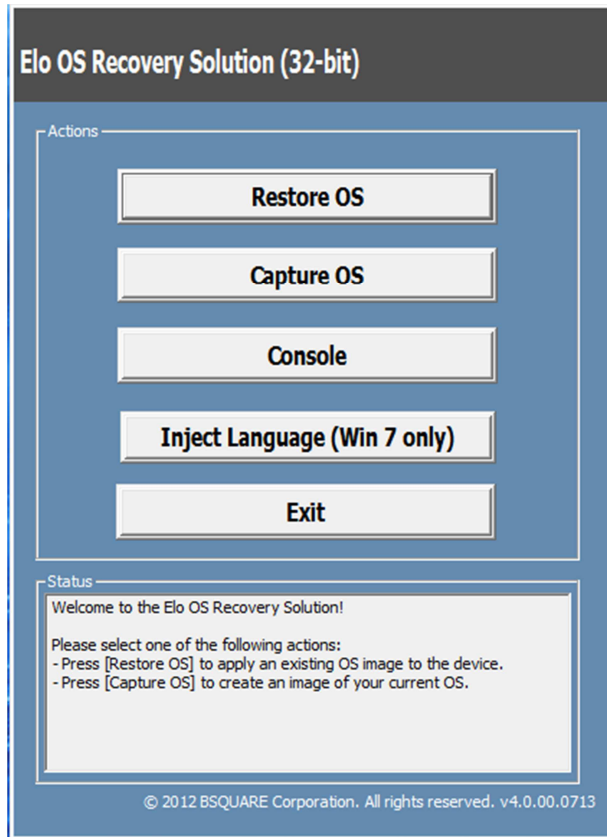 Elo OS Recovery Solution (32-bit)
Actions
Restore OS
Capture OS
Console
Inject Language (Win 7 only)
Exit
Status
Welcome to the Elo OS Recovery Solution!
Please select one of the following actions:
- Press [Restore OS] to apply an existing OS image to the device.
- Press [Capture OS] to create an image of your current OS.
© 2012 BSQUARE Corporation. All rights reserved. v4.0.00.0713